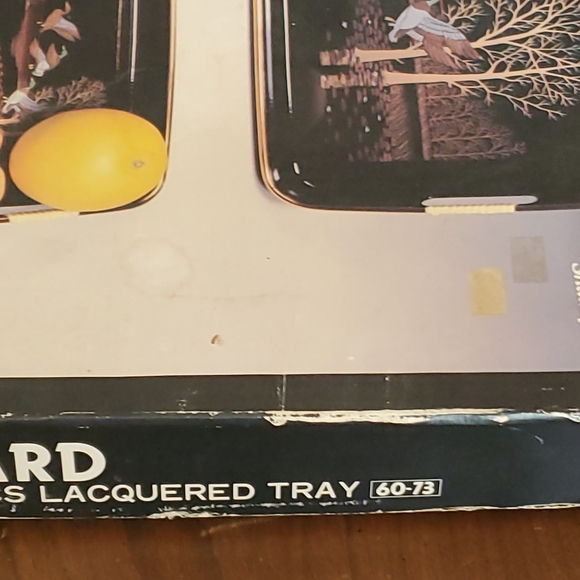 ARD
CS LACQUERED TRAY 60-73